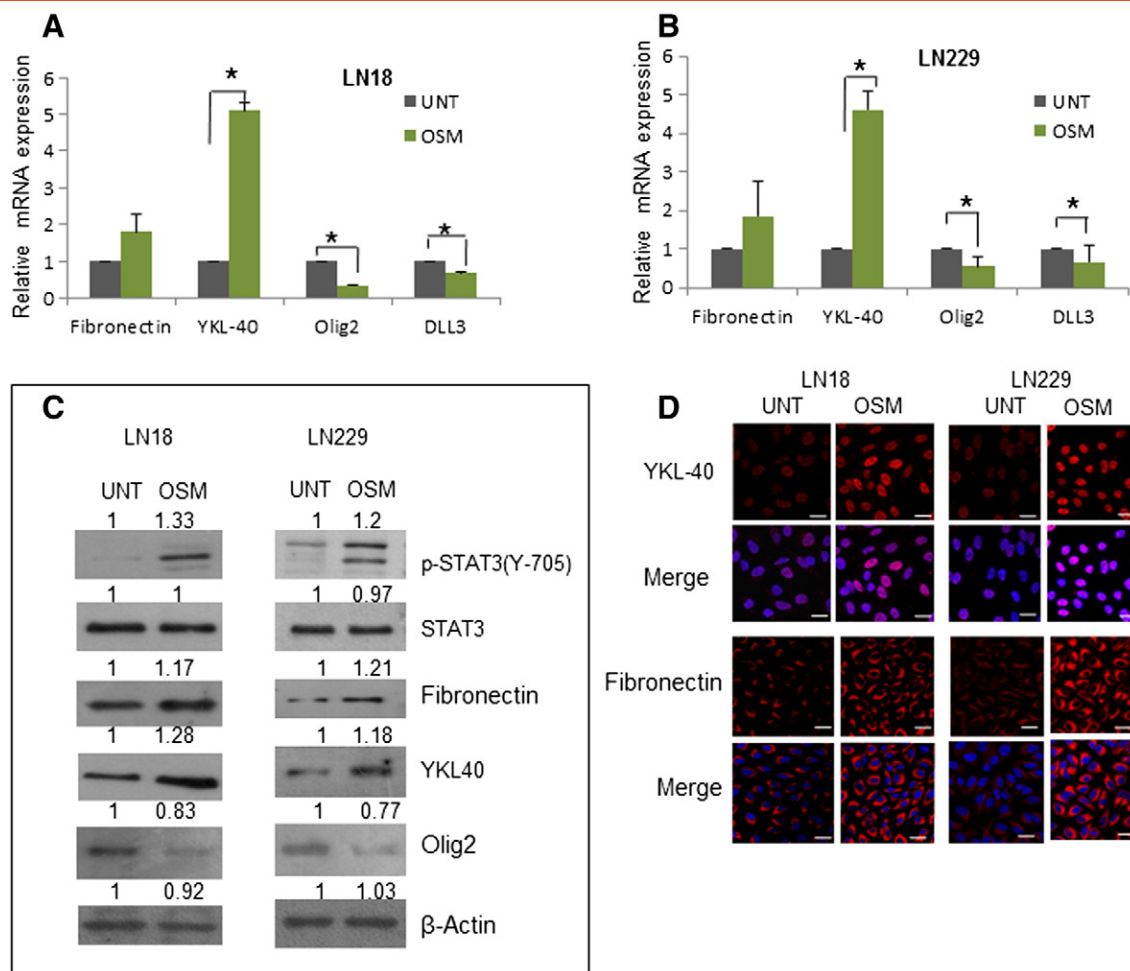 A
LN18
Relative mRNA expression
6
5
4
3
2
1
0
*
*
*
UNT
OSM
Fibronectin YKL-40 Olig2 DLL3
B
LN229
Relative mRNA expression
6
5
4
3
2
1
0
*
*
*
UNT
OSM
Fibronectin YKL-40 Olig2 DLL3
C
LN18 LN229
UNT OSM UNT OSM
1 1.33 1 1.2
p-STAT3(Y-705)
1 1 1 0.97
STAT3
1 1.17 1 1.21
Fibronectin
1 1.28 1 1.18
YKL40
1 0.83 1 0.77
Olig2
1 0.92 1 1.03
β-Actin
D
LN18 LN229
UNT OSM UNT OSM
YKL-40
Merge
Fibronectin
Merge